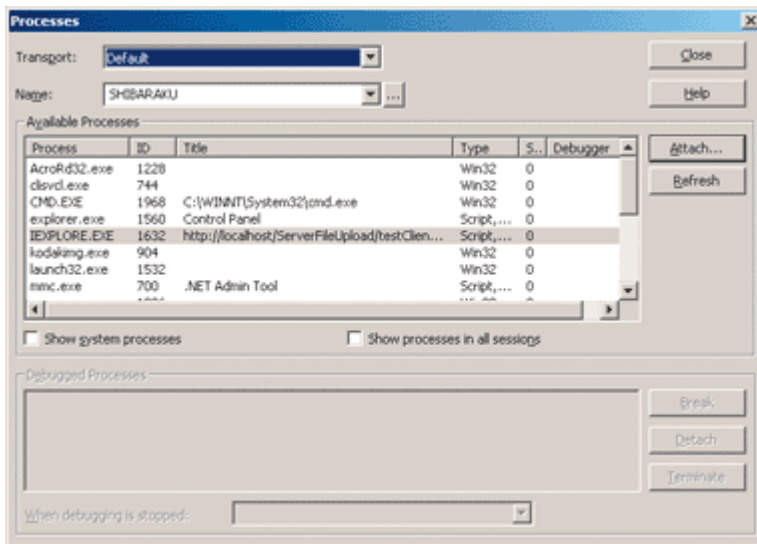 Processes
Transport: Default Close
Name: SHIBARAKU ... Help
Available Processes
Process ID Title Type S... Debugger Attach...
AcroRd32.exe 1228 Win32 0
clisvcl.exe 744 Win32 0 Refresh
CMD.EXE 1968 C:\WINNT\System32\cmd.exe Win32 0
explorer.exe 1560 Control Panel Script,... 0
IEXPLORE.EXE 1632 http://localhost/ServerFileUpload/testClien... Script,... 0
kodakimg.exe 904 Win32 0
launch32.exe 1532 Win32 0
mmc.exe 700 .NET Admin Tool Script,... 0
Show system processes Show processes in all sessions
Debugged Processes
Break
Detach
Terminate
When debugging is stopped: